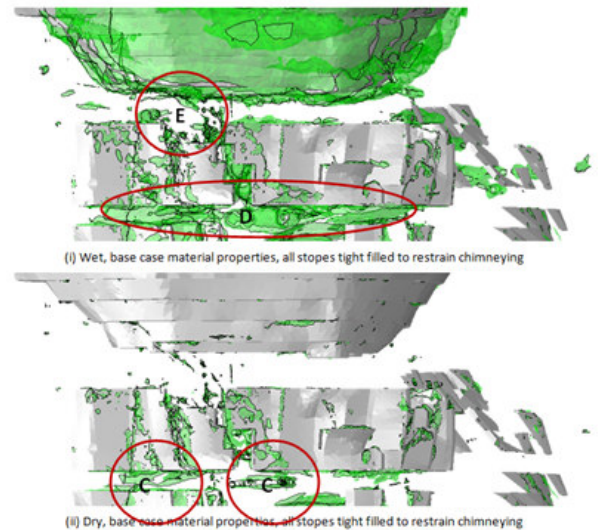 E
D
(i) Wet, base case material properties, all stopes tight filled to restrain chimneying
C C
(ii) Dry, base case material properties, all stopes tight filled to restrain chimneying